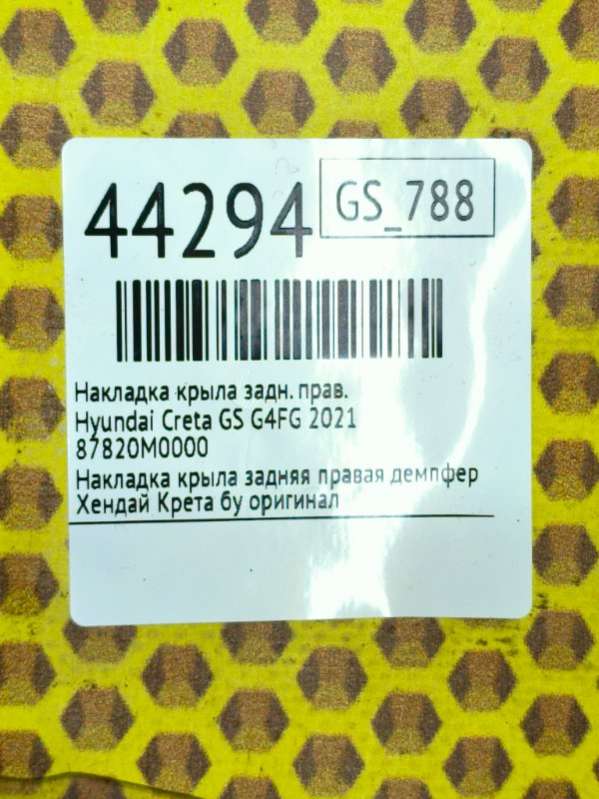 44294
GS_788
Накладка крыла задн. прав.
Hyundai Creta GS G4FG 2021
87820M0000
Накладка крыла задняя правая демпфер
Хендай Крета бу оригинал